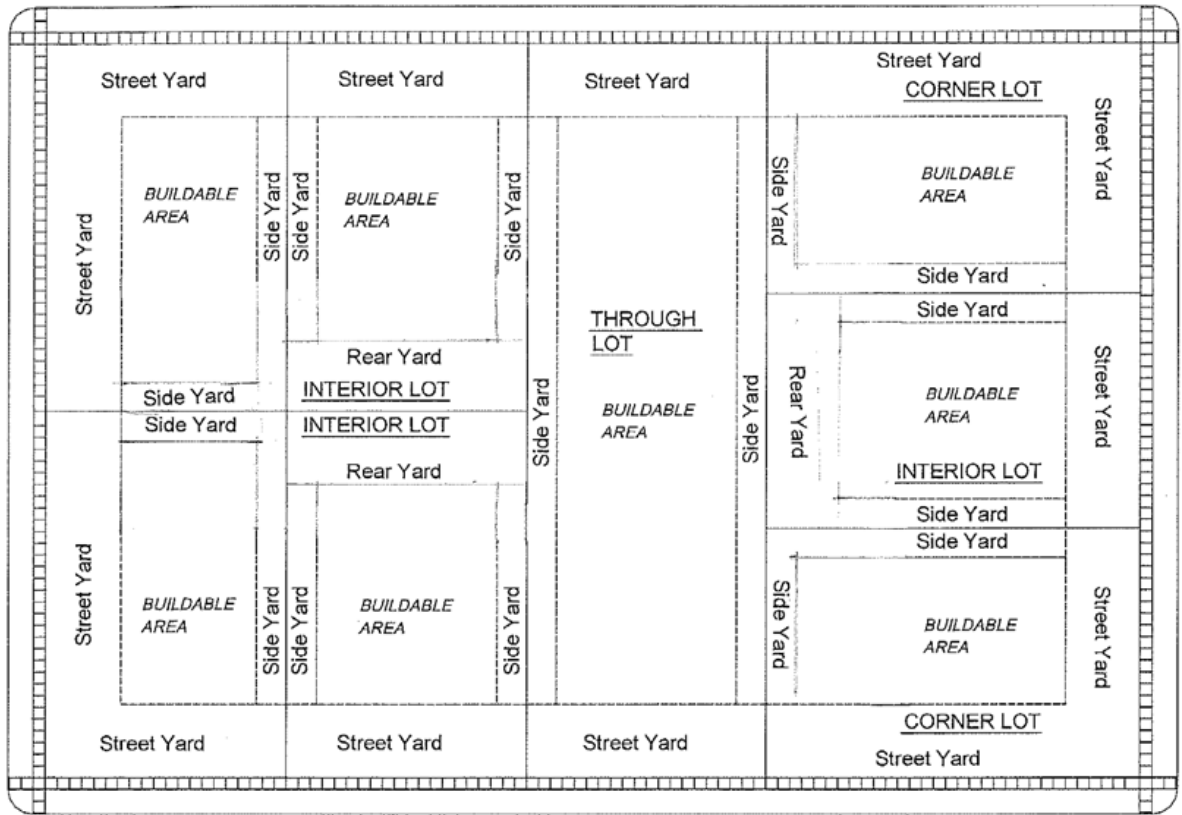 Street Yard
Street Yard
Street Yard
Street Yard
CORNER LOT
Street Yard
BUILDABLE
AREA
Side Yard
Side Yard
BUILDABLE
AREA
Side Yard
Side Yard
BUILDABLE
AREA
Street Yard
Side Yard
Side Yard
THROUGH
LOT
Rear Yard
Side Yard
INTERIOR LOT
Side Yard
INTERIOR LOT
Rear Yard
Side Yard
BUILDABLE
AREA
Side Yard
Rear Yard
BUILDABLE
AREA
Street Yard
INTERIOR LOT
Side Yard
Side Yard
Street Yard
BUILDABLE
AREA
Side Yard
Side Yard
BUILDABLE
AREA
Side Yard
Side Yard
BUILDABLE
AREA
Street Yard
CORNER LOT
Street Yard
Street Yard
Street Yard
Street Yard